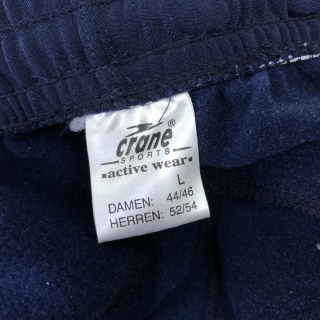 crane®
SPORTS
▪active wear▪
L
DAMEN: 44/46
HERREN: 52/54